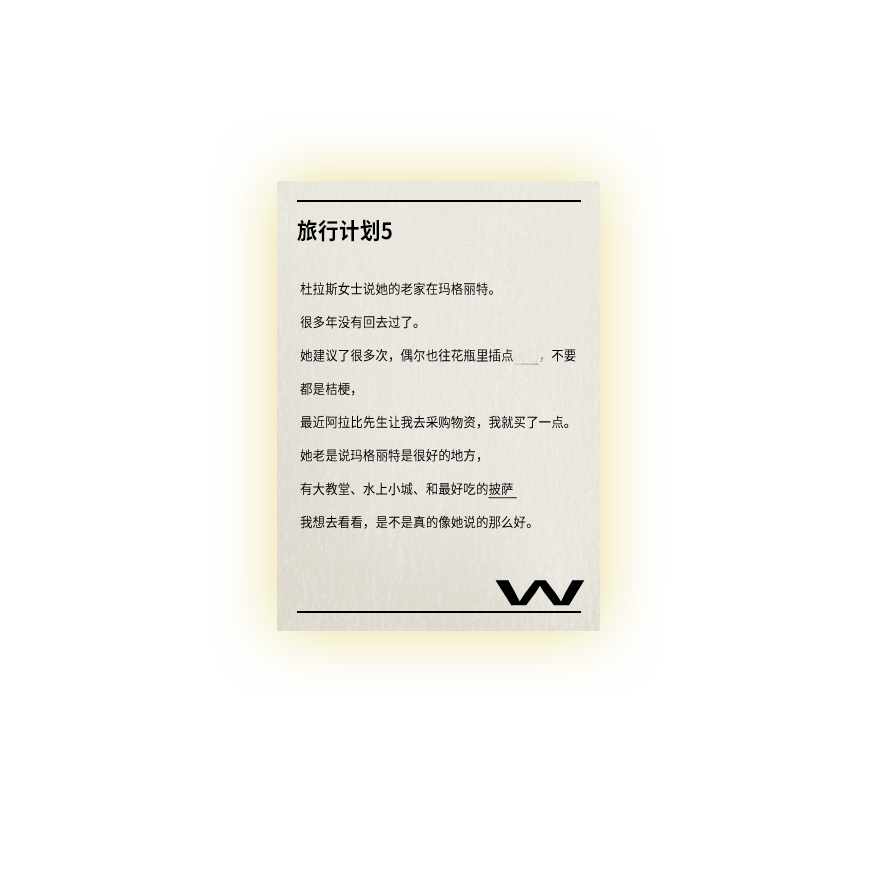 旅行计划5
杜拉斯女士说她的老家在玛格丽特。
很多年没有回去过了。
她建议了很多次，偶尔也往花瓶里插点＿＿，不要
都是桔梗，
最近阿拉比先生让我去采购物资，我就买了一点。
她老是说玛格丽特是很好的地方，
有大教堂、水上小城、和最好吃的披萨
我想去看看，是不是真的像她说的那么好。
W